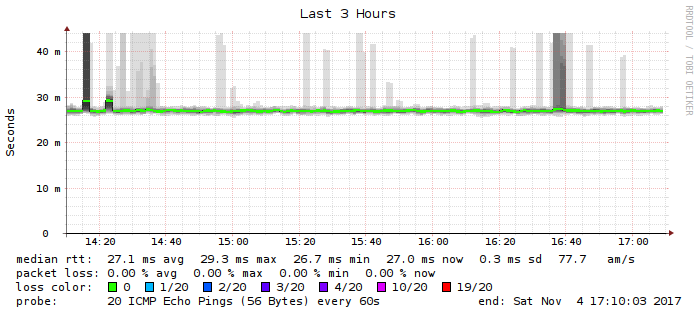 Last 3 Hours
RRDTOOL / TOBI OETIKER
Seconds
40 m
30 m
20 m
10 m
0
14:20 14:40 15:00 15:20 15:40 16:00 16:20 16:40 17:00
median rtt: 27.1 ms avg 29.3 ms max 26.7 ms min 27.0 ms now 0.3 ms sd 77.7 am/s
packet loss: 0.00 % avg 0.00 % max 0.00 % min 0.00 % now
loss color: 0 1/20 2/20 3/20 4/20 10/20 19/20
probe: 20 ICMP Echo Pings (56 Bytes) every 60s end: Sat Nov 4 17:10:03 2017